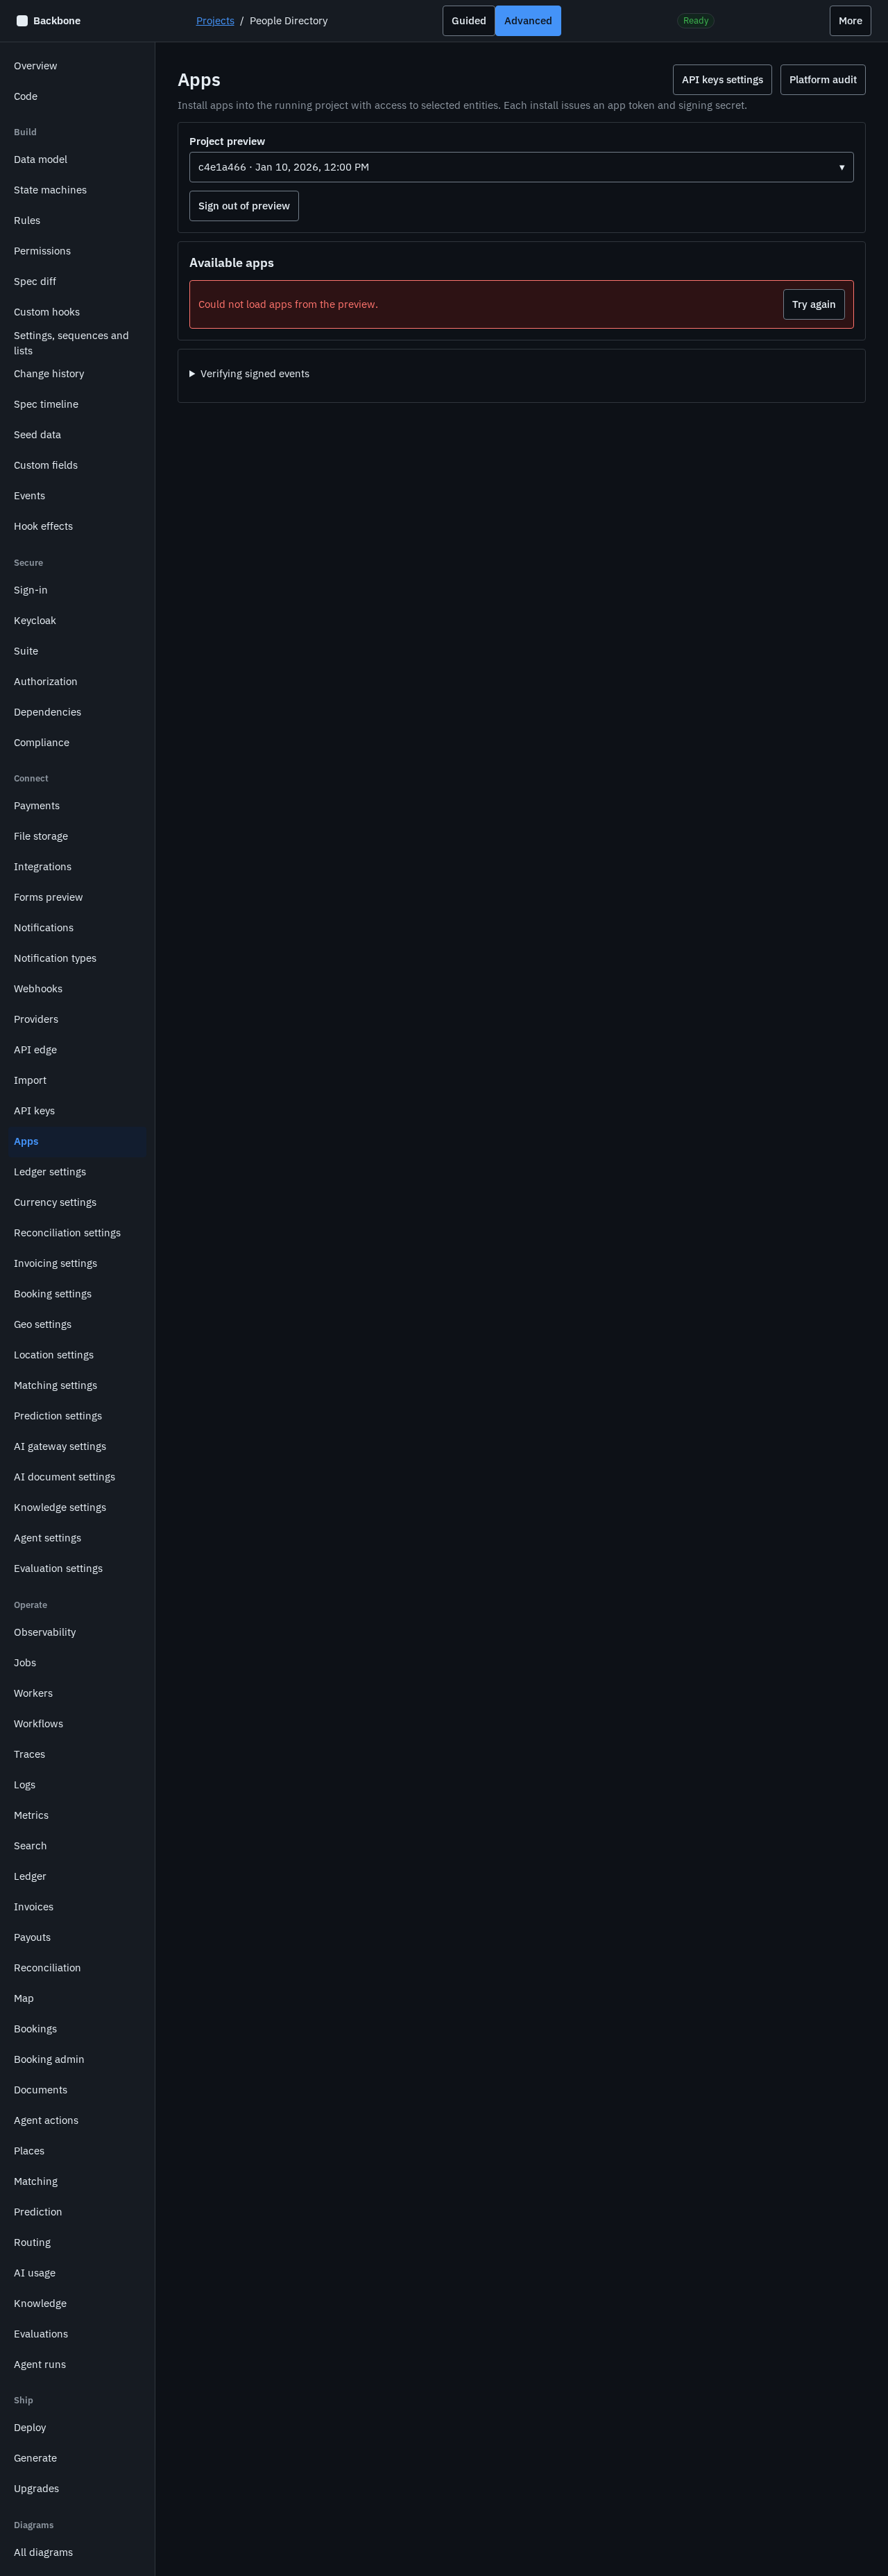 Backbone
Projects / People Directory
Guided
Advanced
Ready
More
Overview
Code
Build
Data model
State machines
Rules
Permissions
Spec diff
Custom hooks
Settings, sequences and
lists
Change history
Spec timeline
Seed data
Custom fields
Events
Hook effects
Secure
Sign-in
Keycloak
Suite
Authorization
Dependencies
Compliance
Connect
Payments
File storage
Integrations
Forms preview
Notifications
Notification types
Webhooks
Providers
API edge
Import
API keys
Apps
Ledger settings
Currency settings
Reconciliation settings
Invoicing settings
Booking settings
Geo settings
Location settings
Matching settings
Prediction settings
AI gateway settings
AI document settings
Knowledge settings
Agent settings
Evaluation settings
Operate
Observability
Jobs
Workers
Workflows
Traces
Logs
Metrics
Search
Ledger
Invoices
Payouts
Reconciliation
Map
Bookings
Booking admin
Documents
Agent actions
Places
Matching
Prediction
Routing
AI usage
Knowledge
Evaluations
Agent runs
Ship
Deploy
Generate
Upgrades
Diagrams
All diagrams
Apps
API keys settings
Platform audit
Install apps into the running project with access to selected entities. Each install issues an app token and signing secret.
Project preview
c4e1a466 · Jan 10, 2026, 12:00 PM
Sign out of preview
Available apps
Could not load apps from the preview.
Try again
Verifying signed events